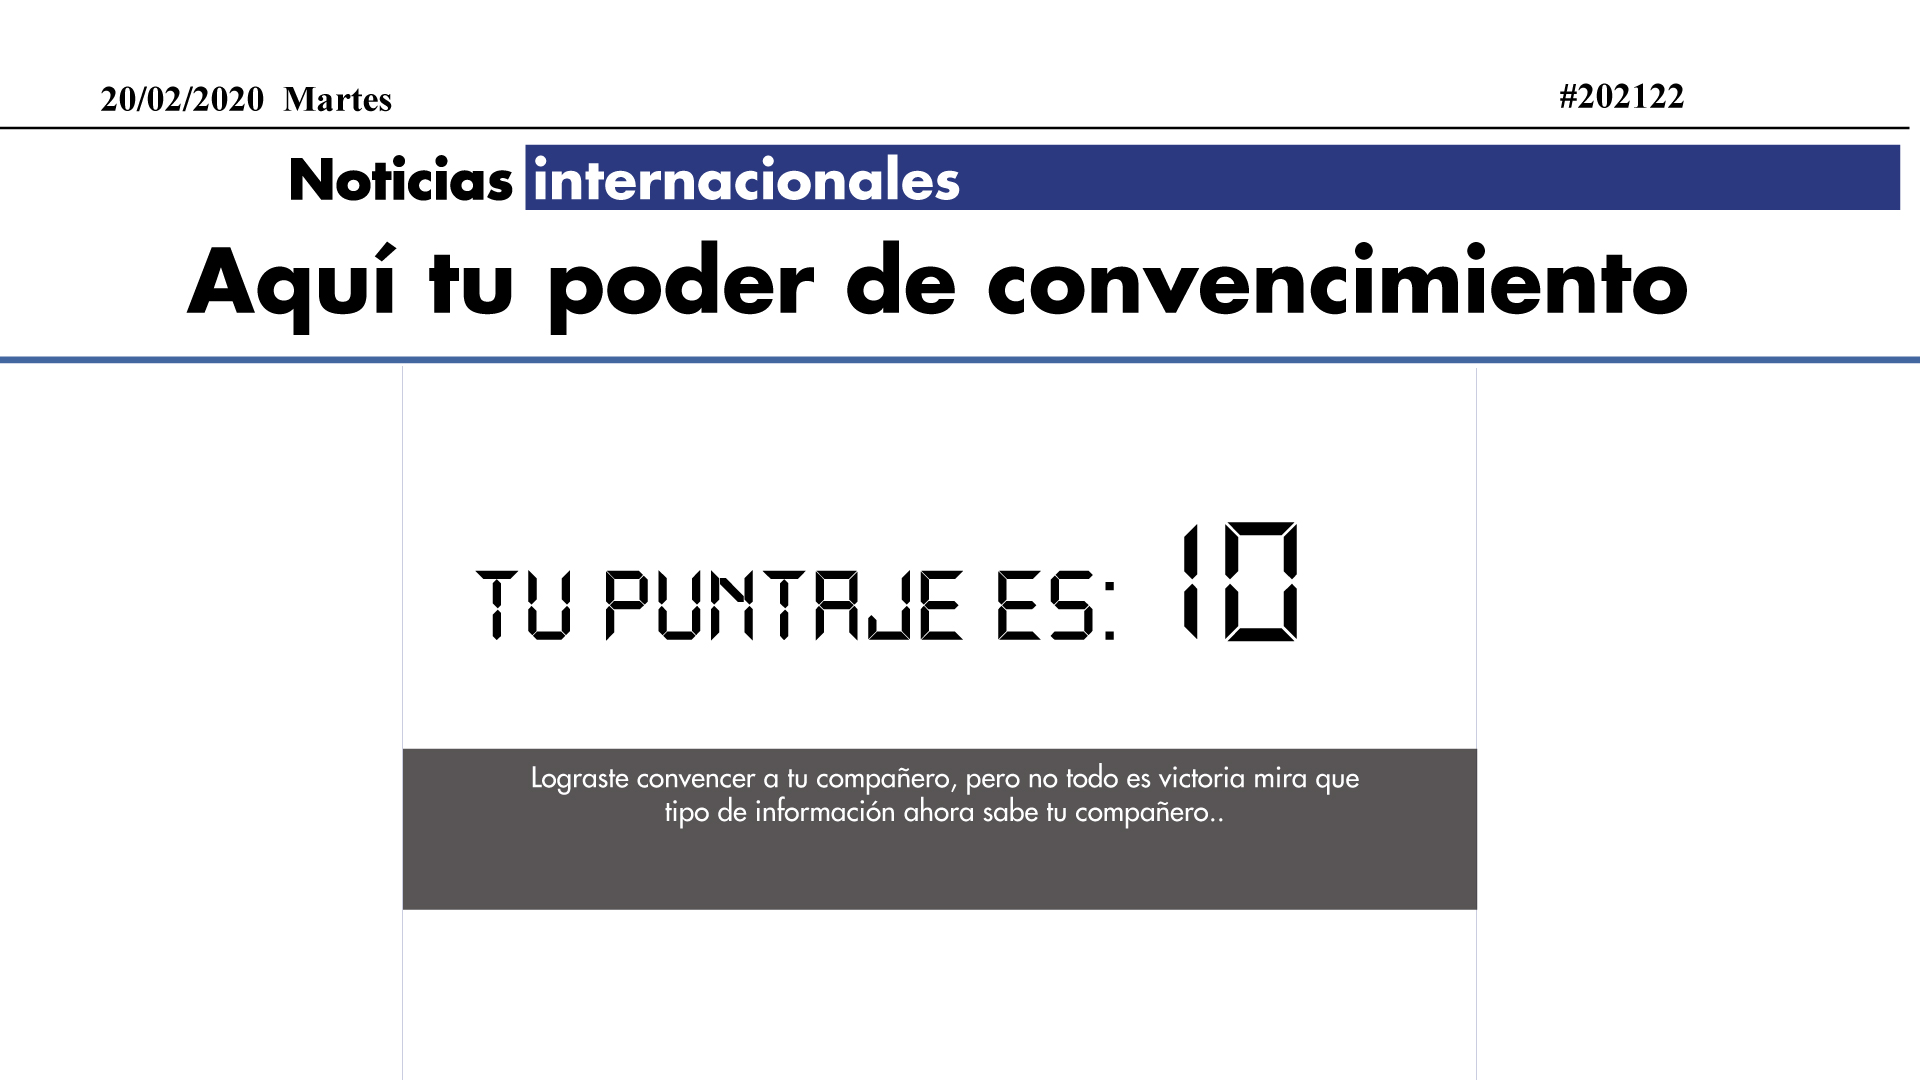 20/02/2020 Martes
#202122
Noticias internacionales
Aquí tu poder de convencimiento
TU PUNTAJE ES: 10
Lograste convencer a tu compañero, pero no todo es victoria mira que
tipo de información ahora sabe tu compañero..